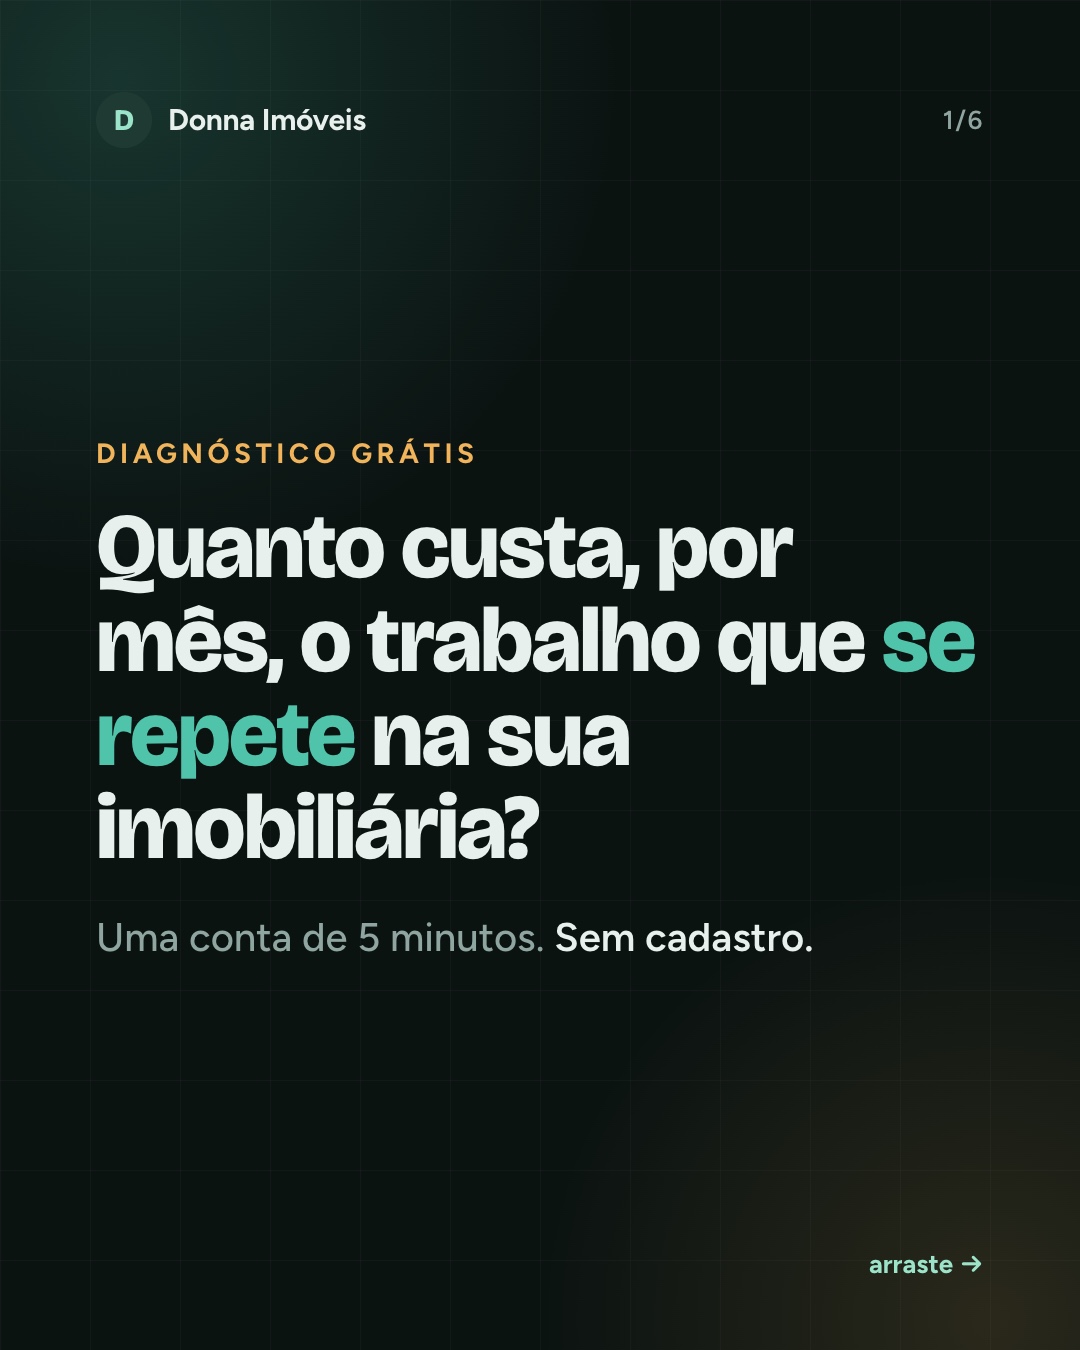 D Donna Imóveis 1/6
DIAGNÓSTICO GRÁTIS
Quanto custa, por
mês, o trabalho que se
repete na sua
imobiliária?
Uma conta de 5 minutos. Sem cadastro.
arraste →